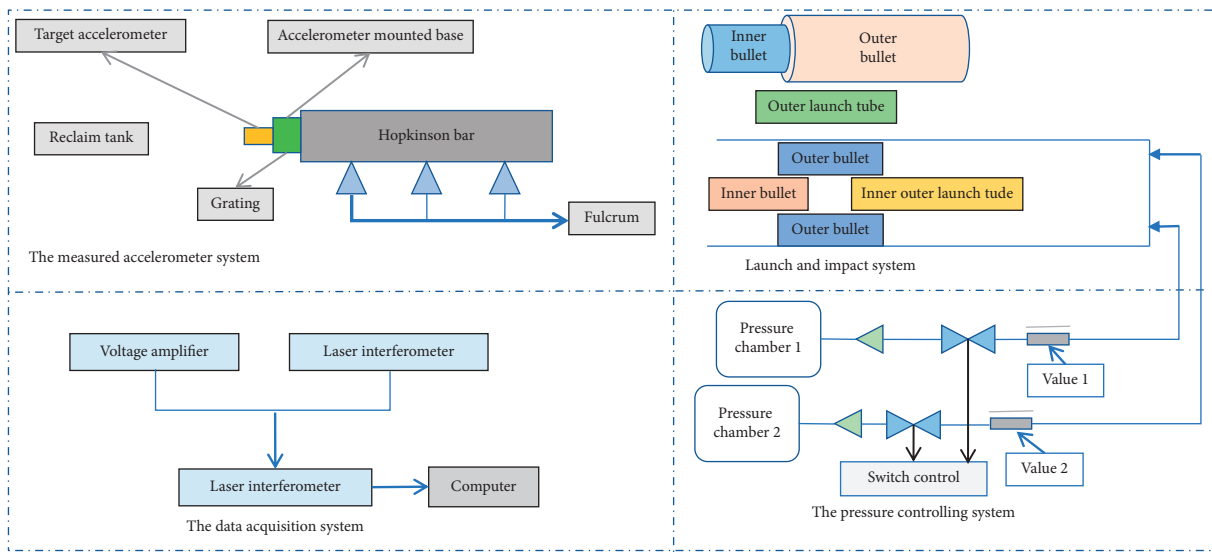 Target accelerometer
Accelerometer mounted base
Reclaim tank
Hopkinson bar
Grating
Fulcrum
The measured accelerometer system
Inner
bullet
Outer
bullet
Outer launch tube
Outer bullet
Inner bullet
Inner outer launch tude
Outer bullet
Launch and impact system
Voltage amplifier
Laser interferometer
Laser interferometer
Computer
The data acquisition system
Pressure
chamber 1
Value 1
Pressure
chamber 2
Value 2
Switch control
The pressure controlling system